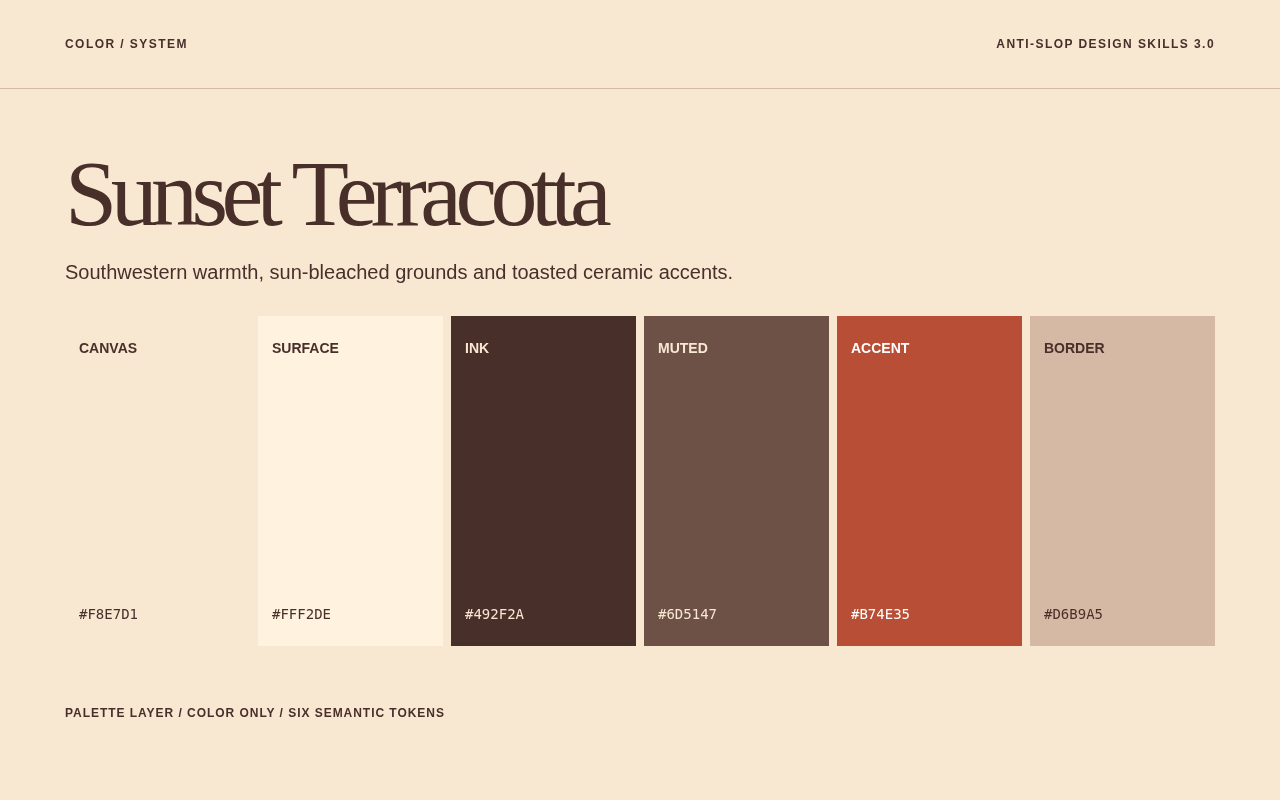 COLOR / SYSTEM
ANTI-SLOP DESIGN SKILLS 3.0
Sunset Terracotta
Southwestern warmth, sun-bleached grounds and toasted ceramic accents.
CANVAS
SURFACE
INK
MUTED
ACCENT
BORDER
#F8E7D1
#FFF2DE
#492F2A
#6D5147
#B74E35
#D6B9A5
PALETTE LAYER / COLOR ONLY / SIX SEMANTIC TOKENS